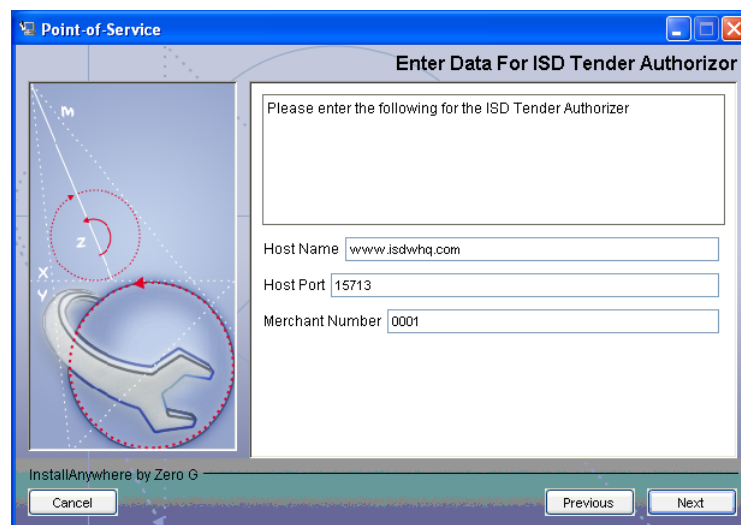 Point-of-Service
Enter Data For ISD Tender Authorizor
M
Z
X
Y
Please enter the following for the ISD Tender Authorizer
Host Name www.isdwhq.com
Host Port 15713
Merchant Number 0001
InstallAnywhere by Zero G
Cancel Previous Next